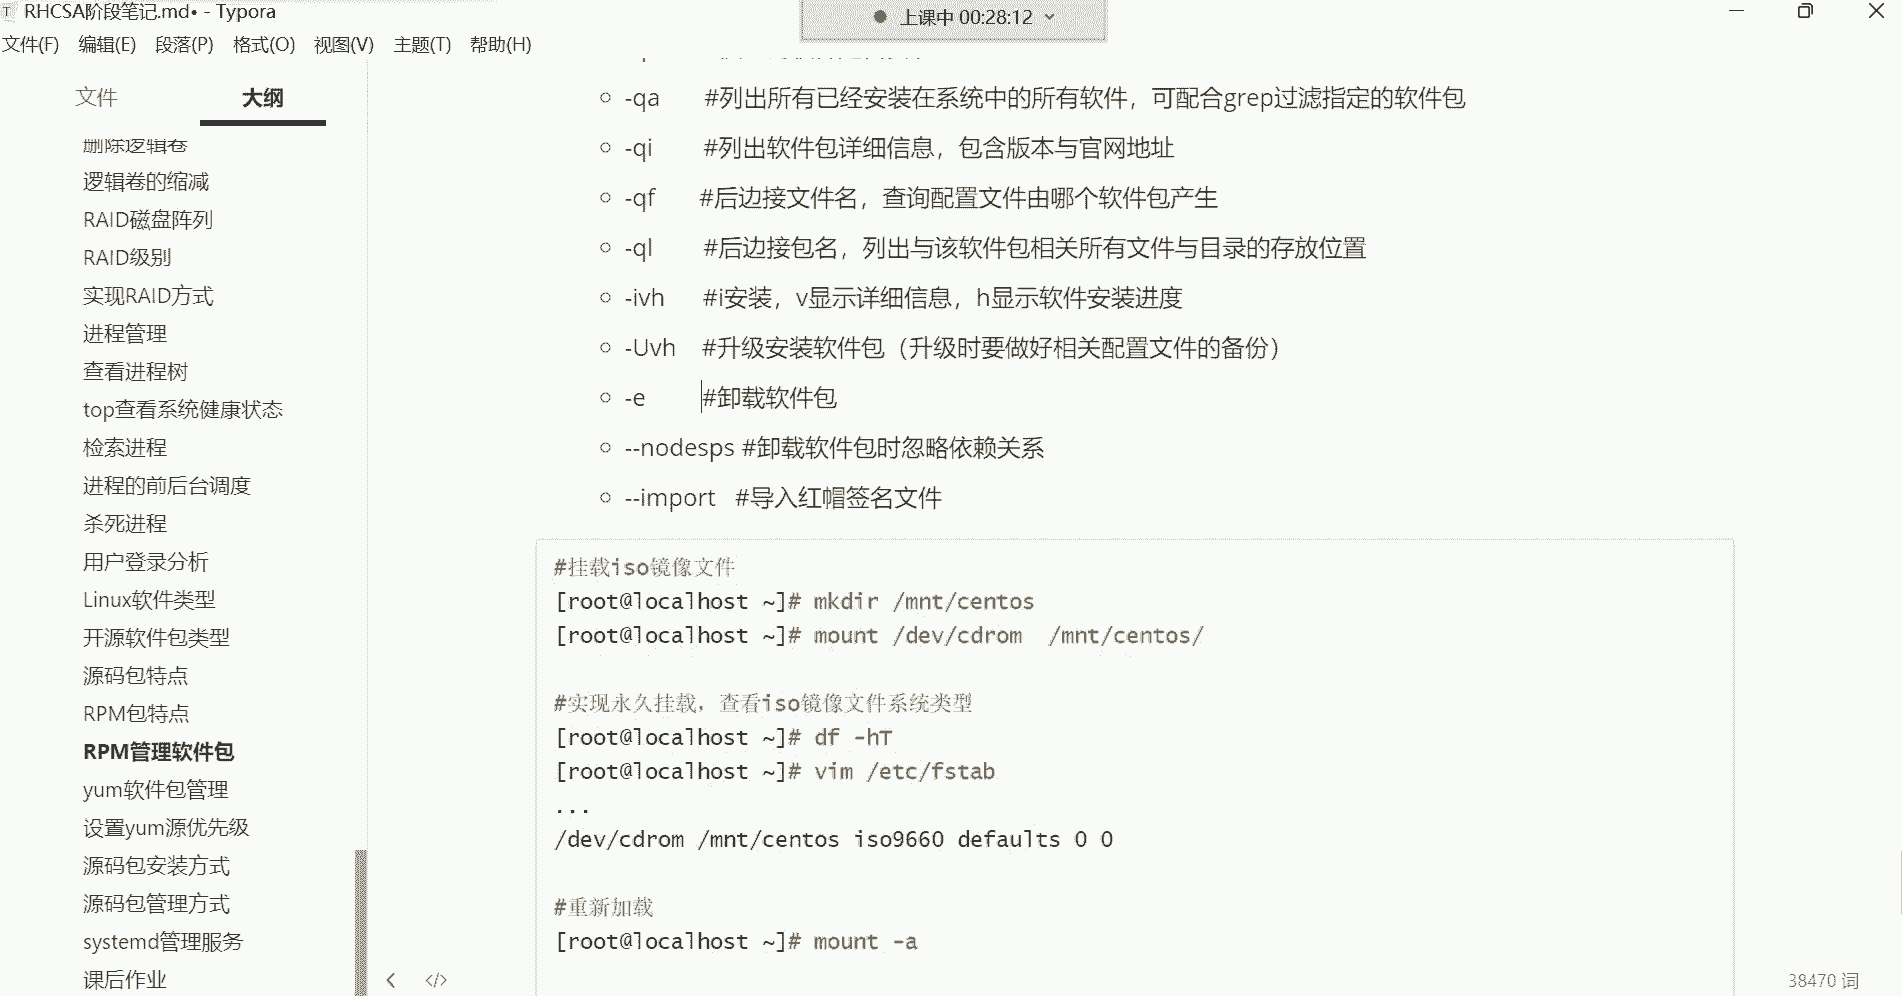 RHCSA阶段笔记.md• - Typora
上课中 00:28:12
文件(F) 编辑(E) 段落(P) 格式(O) 视图(V) 主题(T) 帮助(H)
文件 大纲
删除逻辑卷
逻辑卷的缩减
RAID磁盘阵列
RAID级别
实现RAID方式
进程管理
查看进程树
top查看系统健康状态
检索进程
进程的前后台调度
杀死进程
用户登录分析
Linux软件类型
开源软件包类型
源码包特点
RPM包特点
RPM管理软件包
yum软件包管理
设置yum源优先级
源码包安装方式
源码包管理方式
systemd管理服务
课后作业
-qa #列出所有已经安装在系统中的所有软件，可配合grep过滤指定的软件包
-qi #列出软件包详细信息，包含版本与官网地址
-qf #后边接文件名，查询配置文件由哪个软件包产生
-ql #后边接包名，列出与该软件包相关所有文件与目录的存放位置
-ivh #i安装，v显示详细信息，h显示软件安装进度
-Uvh #升级安装软件包（升级时要做好相关配置文件的备份）
-e #卸载软件包
--nodesps #卸载软件包时忽略依赖关系
--import #导入红帽签名文件
#挂载iso镜像文件
[root@localhost ~]# mkdir /mnt/centos
[root@localhost ~]# mount /dev/cdrom  /mnt/centos/
#实现永久挂载，查看iso镜像文件系统类型
[root@localhost ~]# df -hT
[root@localhost ~]# vim /etc/fstab
...
/dev/cdrom /mnt/centos iso9660 defaults 0 0
#重新加载
[root@localhost ~]# mount -a
38470 词